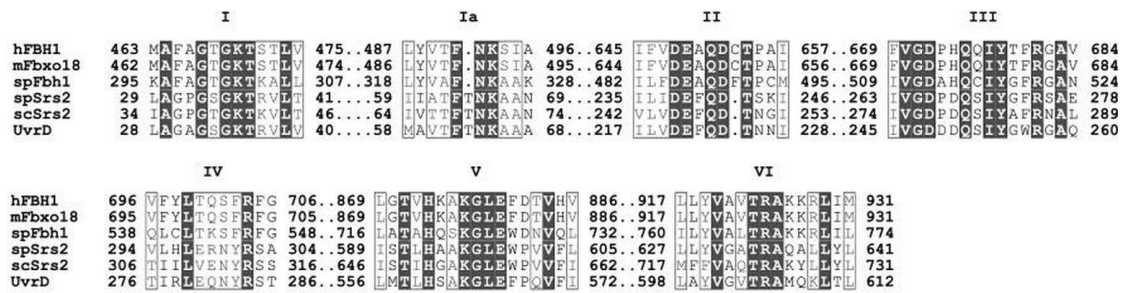 I Ia II III
hFBH1 463 MAFAGTGKTSTLV 475..487 LYVTF.NKSIA 496..645 IFVDEAQDCTPAI 657..669 FVGDPHQQIYTFRGAV 684
mFbxo18 462 MAFAGTGKTSTLV 474..486 LYVTF.NKSIA 495..644 IFVDEAQDCTPAI 656..669 FVGDPHQQIYTFRGAV 684
spFbh1 295 KAFAGTGKTKALL 307..318 LYVAF.NKAAK 328..482 ILFDEAQDFTPCM 495..509 IVGDAHQCIYGFRGAN 524
spSrs2 29 LAGPGSGKTRVLT 41....59 IIATFTNKAAN 69...235 ILIDEFQD.TSKI 246..263 IVGDPDQSIYGFRSAE 278
scSrs2 34 IAGPGTGKTKVLT 46....64 IVVTFTNKAAN 74...242 VLVDEFQD.TNNI 253..274 IVGDPDQSIYAFRNAL 289
UvrD 28 LAGAGSGKTRVLV 40....58 MAVTFTNKAAA 68...217 ILVDEFQD.TNNI 228..245 IVGDDDQSIYGWRGAQ 260
IV V VI
hFBH1 696 VFYLTQSFRFG 706..869 LGTVHKAKGLEFDTVHV 886..917 LLYVAVTRAKKRLIM 931
mFbxo18 695 VFYLTQSFRFG 705..869 LGTVHKAKGLEFDTVHV 886..917 LLYVAVTRAKKRLIM 931
spFbh1 538 QLCLTKSFRFG 548..716 LATAHQSKGLEWDNVQL 732..760 ILYVALTRAKKRLIL 774
spSrs2 294 VLHLERNYRSA 304..589 ISTLHAAKGLEWPVVFL 605..627 LLYVGATRAQALLYL 641
scSrs2 306 TIILVENYRSS 316..646 ISTIHGAKGLEWPVVFI 662..717 MFFVAQTRAKYLLYL 731
UvrD 276 TIRLEQNYRST 286..556 LMTLHSAKGLEFPQVFI 572..598 LAYVGVTRAMQKLTL 612